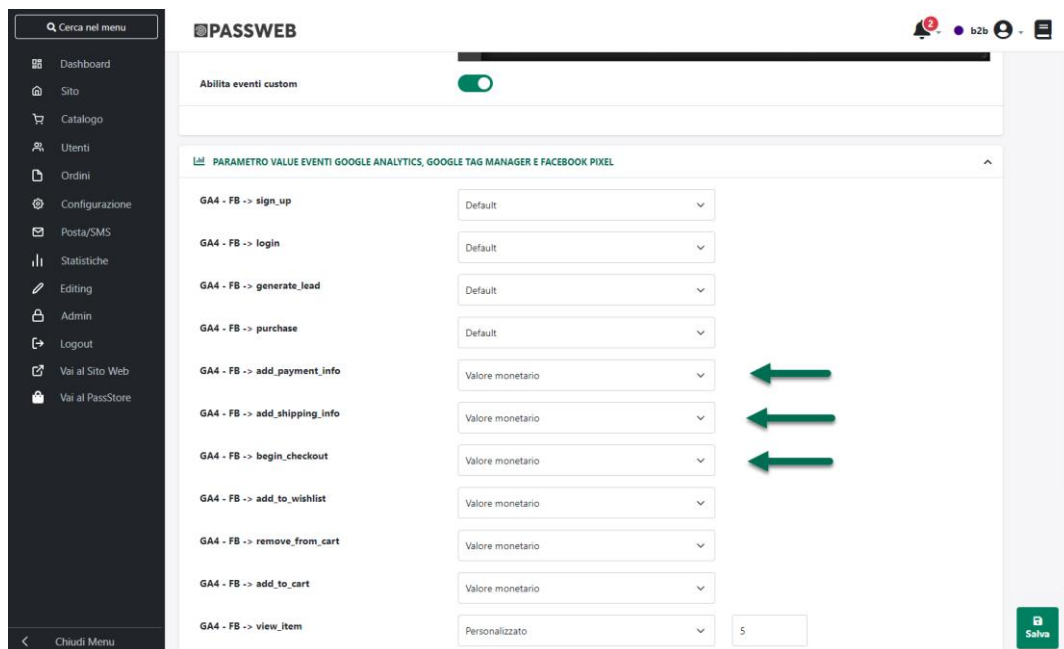 Cerca nel menu
PASSWEB
2
b2b
Dashboard
Sito
Catalogo
Utenti
Ordini
Configurazione
Posta/SMS
Statistiche
Editing
Admin
Logout
Vai al Sito Web
Vai al PassStore
Chiudi Menu
Abilita eventi custom
PARAMETRO VALUE EVENTI GOOGLE ANALYTICS, GOOGLE TAG MANAGER E FACEBOOK PIXEL
GA4 - FB -> sign_up Default
GA4 - FB -> login Default
GA4 - FB -> generate_lead Default
GA4 - FB -> purchase Default
GA4 - FB -> add_payment_info Valore monetario
GA4 - FB -> add_shipping_info Valore monetario
GA4 - FB -> begin_checkout Valore monetario
GA4 - FB -> add_to_wishlist Valore monetario
GA4 - FB -> remove_from_cart Valore monetario
GA4 - FB -> add_to_cart Valore monetario
GA4 - FB -> view_item Personalizzato 5
Salva